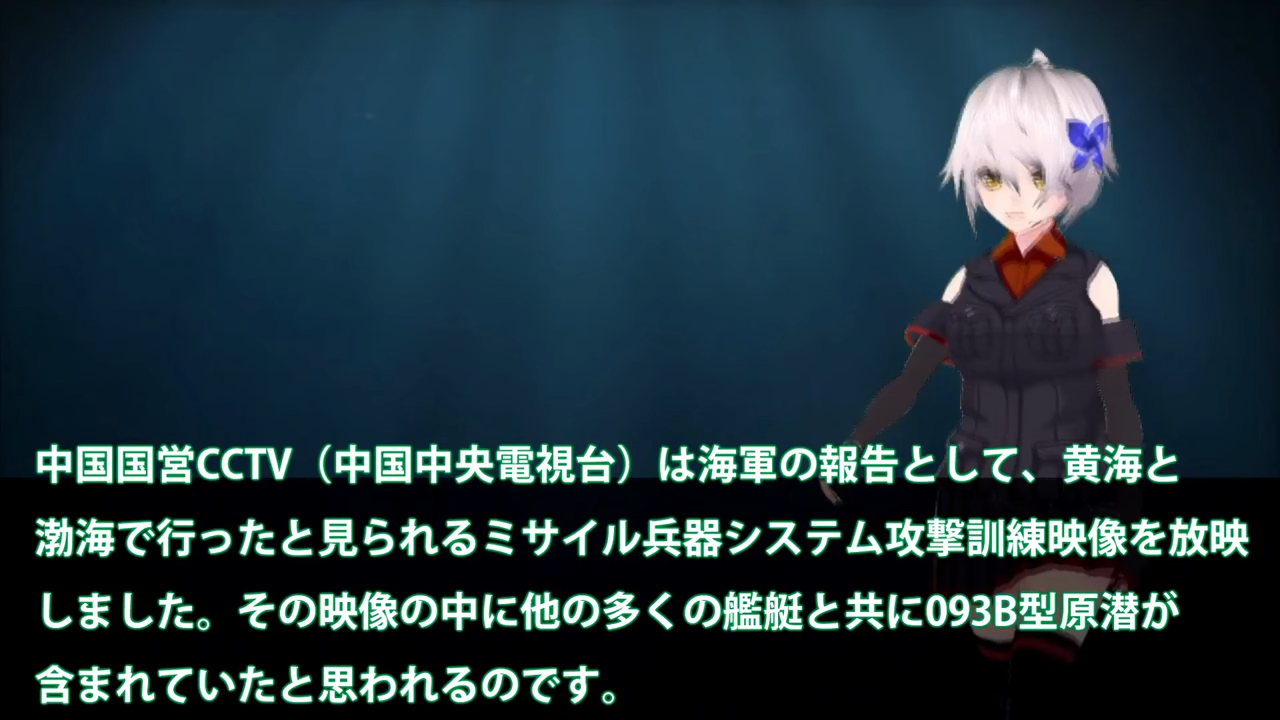 中国国営CCTV（中国中央電視台）は海軍の報告として、黄海と
渤海で行ったと見られるミサイル兵器システム攻撃訓練映像を放映
しました。その映像の中に他の多くの艦艇と共に093B型原潜が
含まれていたと思われるのです。